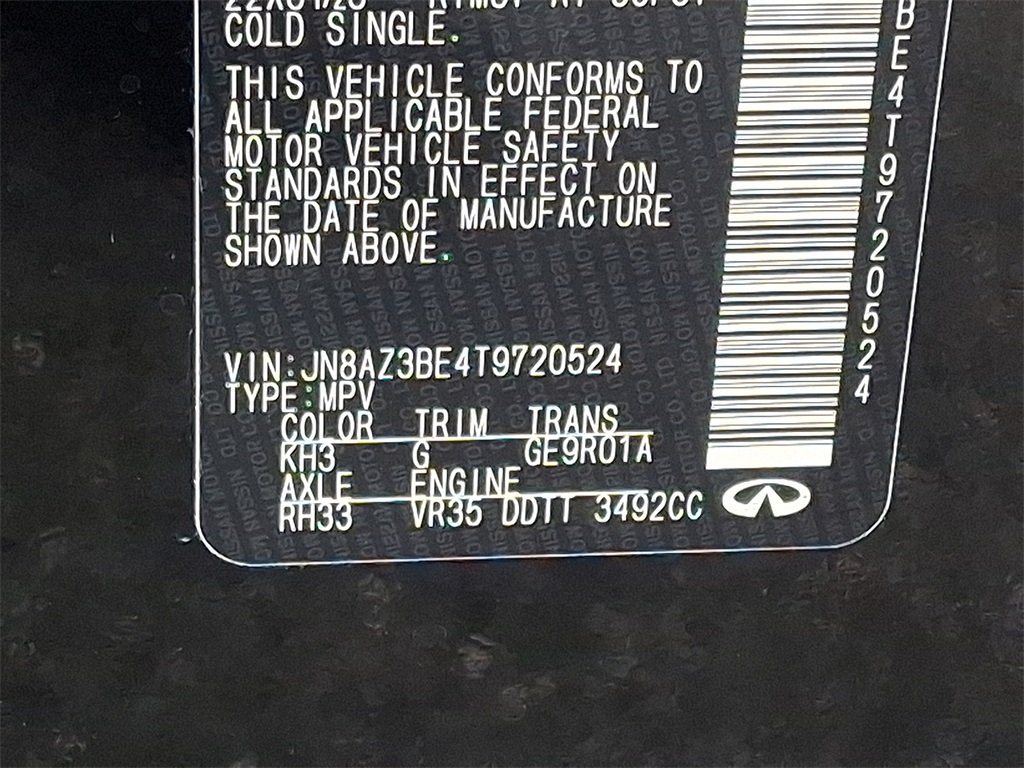 COLD SINGLE.
THIS VEHICLE CONFORMS TO
ALL APPLICABLE FEDERAL
MOTOR VEHICLE SAFETY
STANDARDS IN EFFECT ON
THE DATE OF MANUFACTURE
SHOWN ABOVE.
VIN:JN8AZ3BE4T9720524
TYPE:MPV
COLOR TRIM TRANS
KH3 G GE9R01A
AXLE ENGINE
RH33 VR35 DDTT 3492CC
BE4T9720524